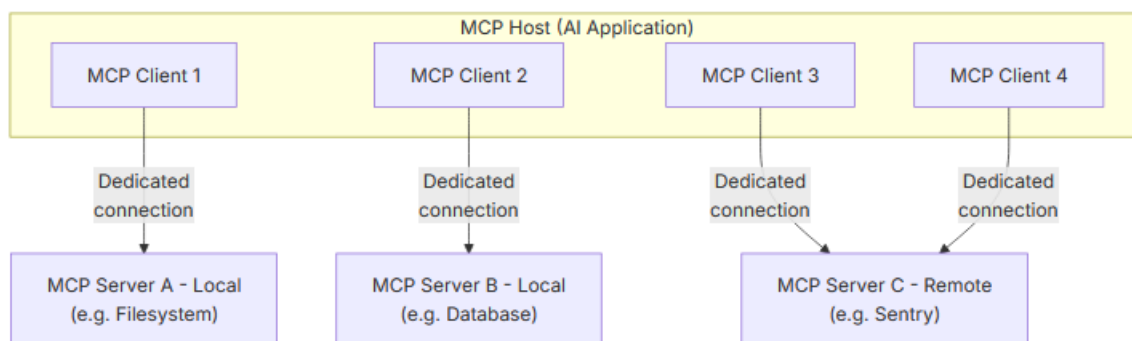 MCP Host (AI Application)
MCP Client 1
MCP Client 2
MCP Client 3
MCP Client 4
Dedicated
connection
Dedicated
connection
Dedicated
connection
Dedicated
connection
MCP Server A - Local
(e.g. Filesystem)
MCP Server B - Local
(e.g. Database)
MCP Server C - Remote
(e.g. Sentry)